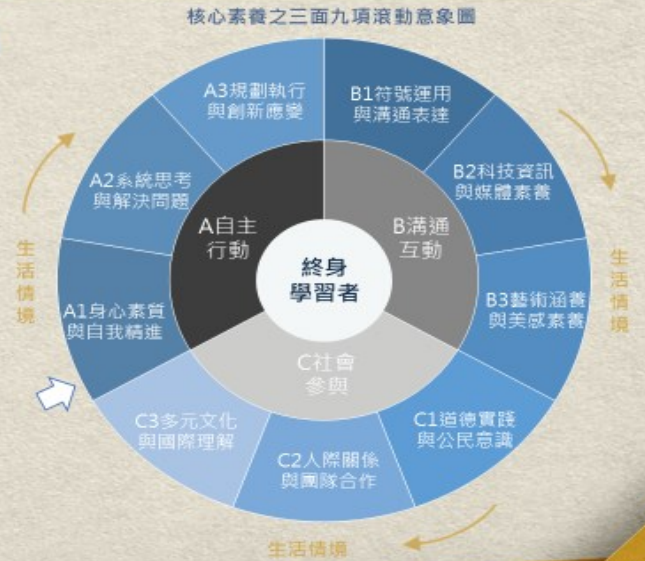 核心素養之三面九項滾動意象圖
A3規劃執行
與創新應變
B1符號運用
與溝通表達
A2系統思考
與解決問題
B2科技資訊
與媒體素養
A自主
行動
B溝通
互動
生活情境
終身
學習者
生活情境
A1身心素質
與自我精進
B3藝術涵養
與美感素養
C社會
參與
C3多元文化
與國際理解
C1道德實踐
與公民意識
C2人際關係
與團隊合作
生活情境